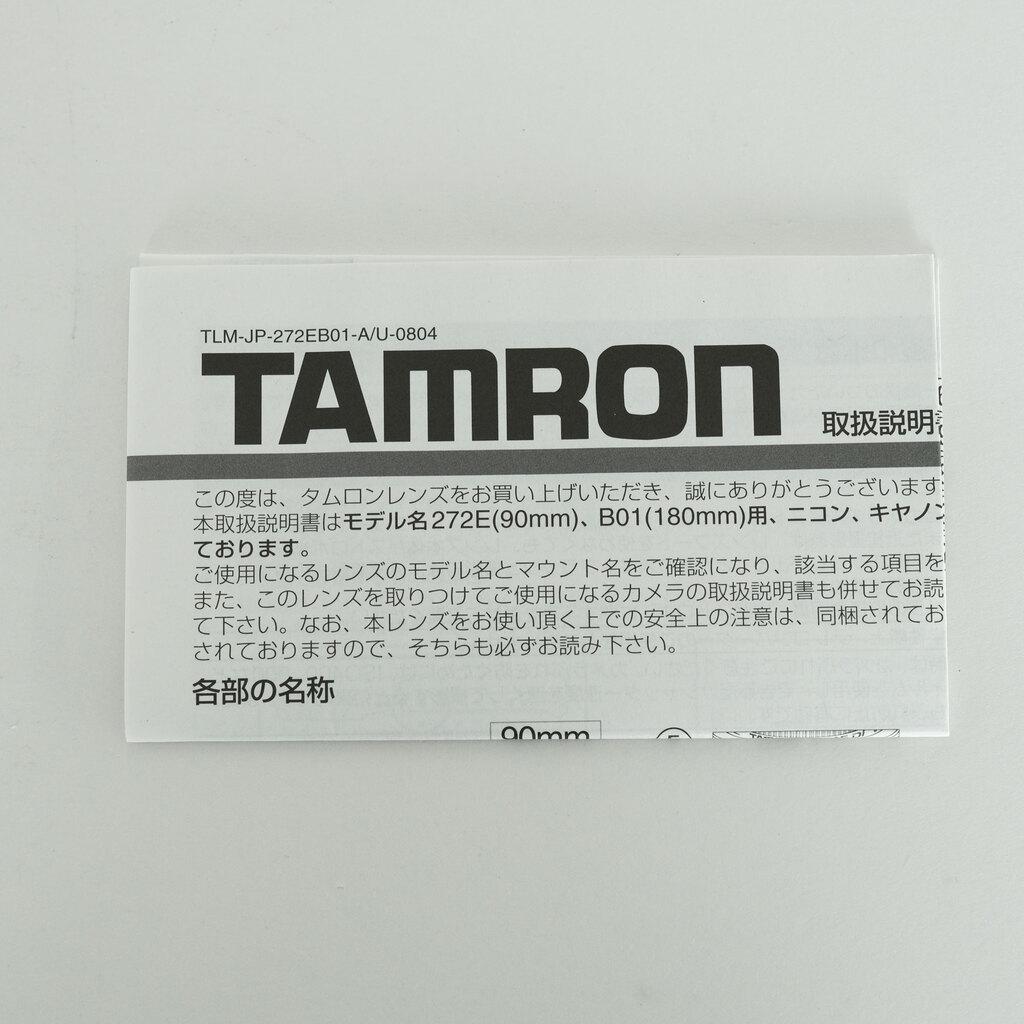 TLM-JP-272EB01-A/U-0804
TAMRON
取扱説明
この度は、タムロンレンズをお買い上げいただき、誠にありがとうございます
本取扱説明書はモデル名272E(90mm)、B01(180mm)用、ニコン、キヤノン
ております。
ご使用になるレンズのモデル名とマウント名をご確認になり、該当する項目を
また、このレンズを取りつけてご使用になるカメラの取扱説明書も併せてお読
て下さい。なお、本レンズをお使い頂く上での安全上の注意は、同梱されてお
されておりますので、そちらも必ずお読み下さい。
各部の名称
90mm